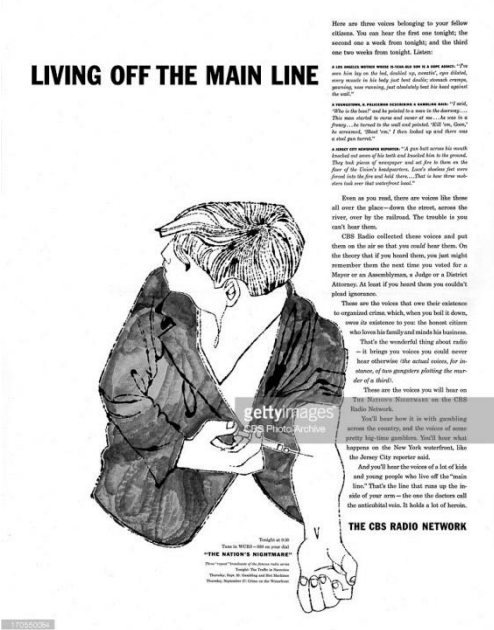 LIVING OFF THE MAIN LINE
Here are three voices belonging to your fellow
citizens. You can hear the first one tonight; the
second one a week from tonight; and the third
one two weeks from tonight. Listen:
A LOS ANGELES MOTHER WHOSE 19-YEAR-OLD SON IS A DOPE ADDICT: "I've
seen him lay on the bed, doubled up, sweatin', eyes dilated,
every muscle in his body just bent double; stomach cramps,
yawning, nose running, just absolutely beat his head against
the wall."
A YOUNGSTOWN, O. POLICEMAN DESCRIBING A GAMBLING RAID: "I said,
'Who is the boss?' and he pointed to a man in the doorway....
This man started to curse and swear at me....he was in a
frenzy....he turned to the wall and pointed, 'Kill 'em, Gem,'
he screamed, 'Shoot 'em.' I then looked up and there was
a steel gun turret."
A JERSEY CITY NEWSPAPER REPORTER: "A gun butt across his mouth
knocked out seven of his teeth and knocked him to the ground.
They took pieces of newspaper and set fire to them on the
floor of the Union's headquarters. Luca's shoeless feet were
forced into the fire and held there....That is how three mob-
sters took over that waterfront local."
Even as you read, there are voices like these
all over the place—down the street, across the
river, over by the railroad. The trouble is you
can't hear them.
CBS Radio collected these voices and put
them on the air so that you could hear them. On
the theory that if you heard them, you just might
remember them the next time you voted for a
Mayor or an Assemblyman, a Judge or a District
Attorney. At least if you heard them you couldn't
plead ignorance.
These are the voices that owe their existence
to organized crime, which, when you boil it down,
owes its existence to you: the honest citizen
who loves his family and minds his business.
That's the wonderful thing about radio
—it brings you voices you could never
hear otherwise (the actual voices, for in-
stance, of two gangsters plotting the mur-
der of a third).
These are the voices you will hear on
THE NATION'S NIGHTMARE on the CBS
Radio Network.
You'll hear how it is with gambling
across the country, and the voices of some
pretty big-time gamblers. You'll hear what
happens on the New York waterfront, like
the Jersey City reporter said.
And you'll hear the voices of a lot of kids
and young people who live off the "main
line." That's the line that runs up the in-
side of your arm—the one the doctors call
the anticubital vein. It holds a lot of heroin.
THE CBS RADIO NETWORK
Tonight at 9:30
Tune in WCBS—880 on your dial
"THE NATION'S NIGHTMARE"
Three "repeat" broadcasts of the famous radio series
Tonight: The Traffic in Narcotics
Thursday, Sept. 20: Gambling and Slot Machines
Thursday, September 27: Crime on the Waterfront
gettyimages
CBS Photo Archive
170550064